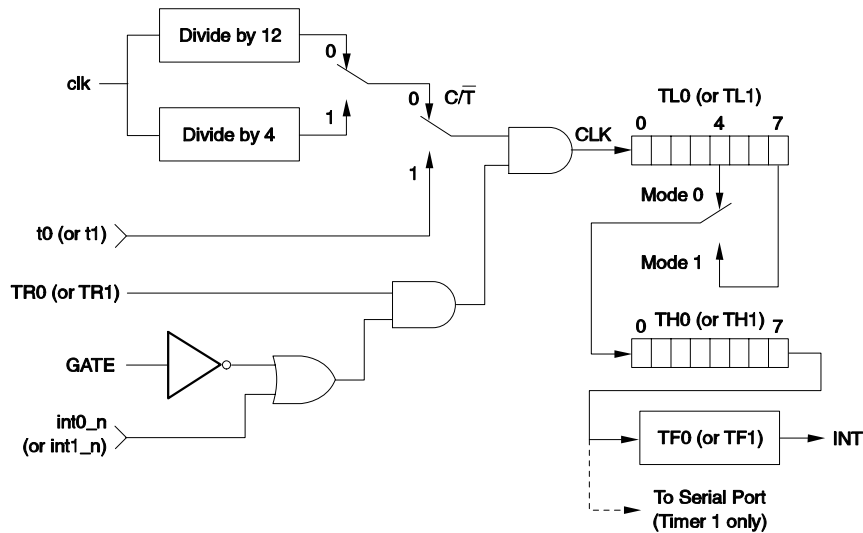 Divide by 12
clk
0
C/T̅
0
1
Divide by 4
1
t0 (or t1)
TL0 (or TL1)
0 4 7
CLK
Mode 0
Mode 1
TR0 (or TR1)
TH0 (or TH1)
0 7
GATE
int0_n
(or int1_n)
TF0 (or TF1)
INT
To Serial Port
(Timer 1 only)